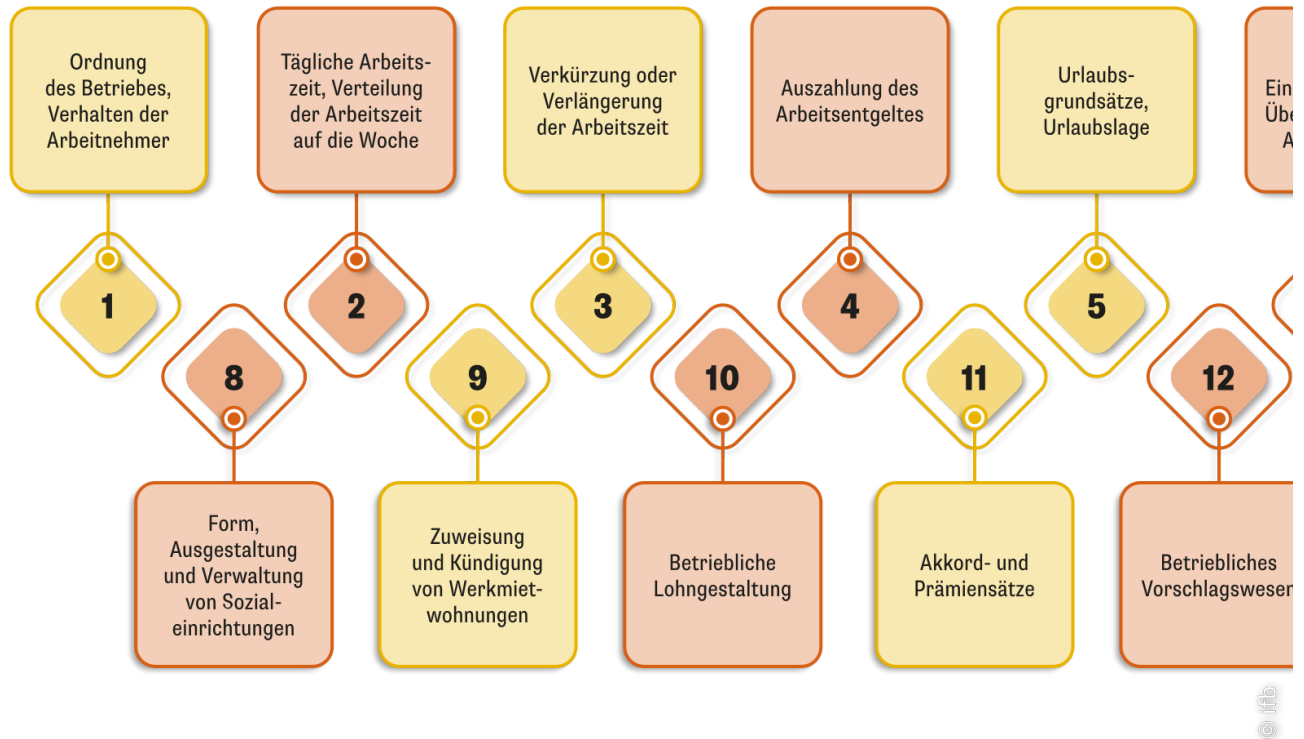 Ordnung
des Betriebes,
Verhalten der
Arbeitnehmer
Tägliche Arbeits-
zeit, Verteilung
der Arbeitszeit
auf die Woche
Verkürzung oder
Verlängerung
der Arbeitszeit
Auszahlung des
Arbeitsentgeltes
Urlaubs-
grundsätze,
Urlaubslage
1
2
3
4
5
8
9
10
11
12
Form,
Ausgestaltung
und Verwaltung
von Sozial-
einrichtungen
Zuweisung
und Kündigung
von Werkmiet-
wohnungen
Betriebliche
Lohngestaltung
Akkord- und
Prämiensätze
Betriebliches
Vorschlagswesen
© ifb